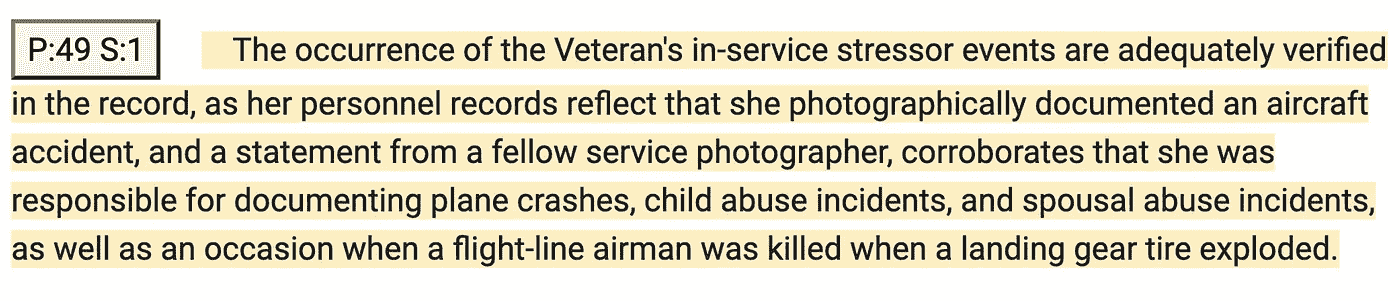 P:49 S:1 The occurrence of the Veteran's in-service stressor events are adequately verified
in the record, as her personnel records reflect that she photographically documented an aircraft
accident, and a statement from a fellow service photographer, corroborates that she was
responsible for documenting plane crashes, child abuse incidents, and spousal abuse incidents,
as well as an occasion when a flight-line airman was killed when a landing gear tire exploded.